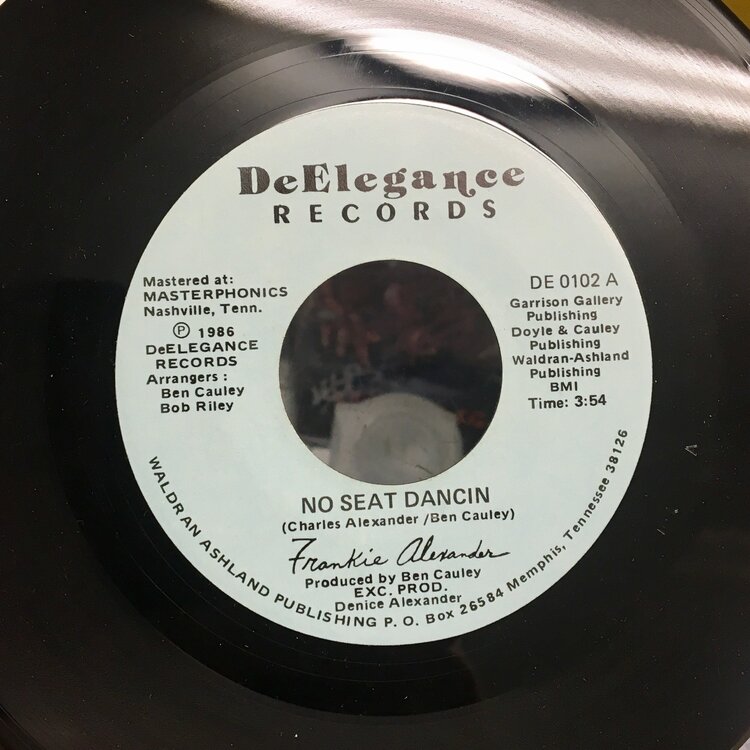 DeElegance
RECORDS
Mastered at:
MASTERPHONICS
Nashville, Tenn.
℗ 1986
DeELEGANCE
RECORDS
Arrangers :
Ben Cauley
Bob Riley
DE 0102 A
Garrison Gallery
Publishing
Doyle & Cauley
Publishing
Waldran-Ashland
Publishing
BMI
Time: 3:54
NO SEAT DANCIN
(Charles Alexander /Ben Cauley)
Frankie Alexander
Produced by Ben Cauley
EXC. PROD.
Denice Alexander
WALDRAN ASHLAND PUBLISHING P. O. Box 26584 Memphis, Tennessee 38126